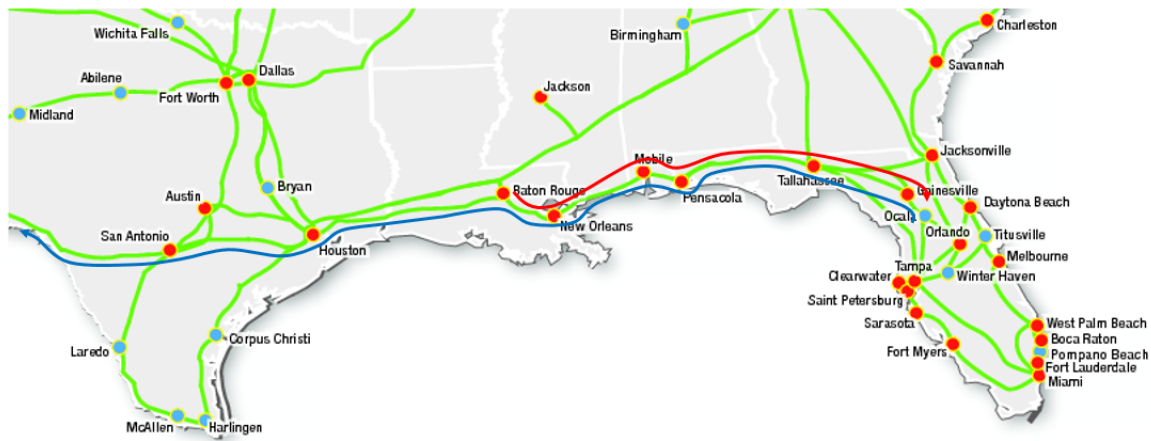 Wichita Falls
Birmingham
Charleston
Savannah
Abilene
Dallas
Fort Worth
Midland
Jackson
Jacksonville
Mobile
Tallahassee
Baton Rouge
Pensacola
Gainesville
Bryan
Austin
Daytona Beach
Ocala
New Orleans
Orlando
Titusville
San Antonio
Houston
Melbourne
Tampa
Clearwater
Winter Haven
Saint Petersburg
Sarasota
West Palm Beach
Corpus Christi
Boca Raton
Laredo
Fort Myers
Pompano Beach
Fort Lauderdale
Miami
McAllen
Harlingen